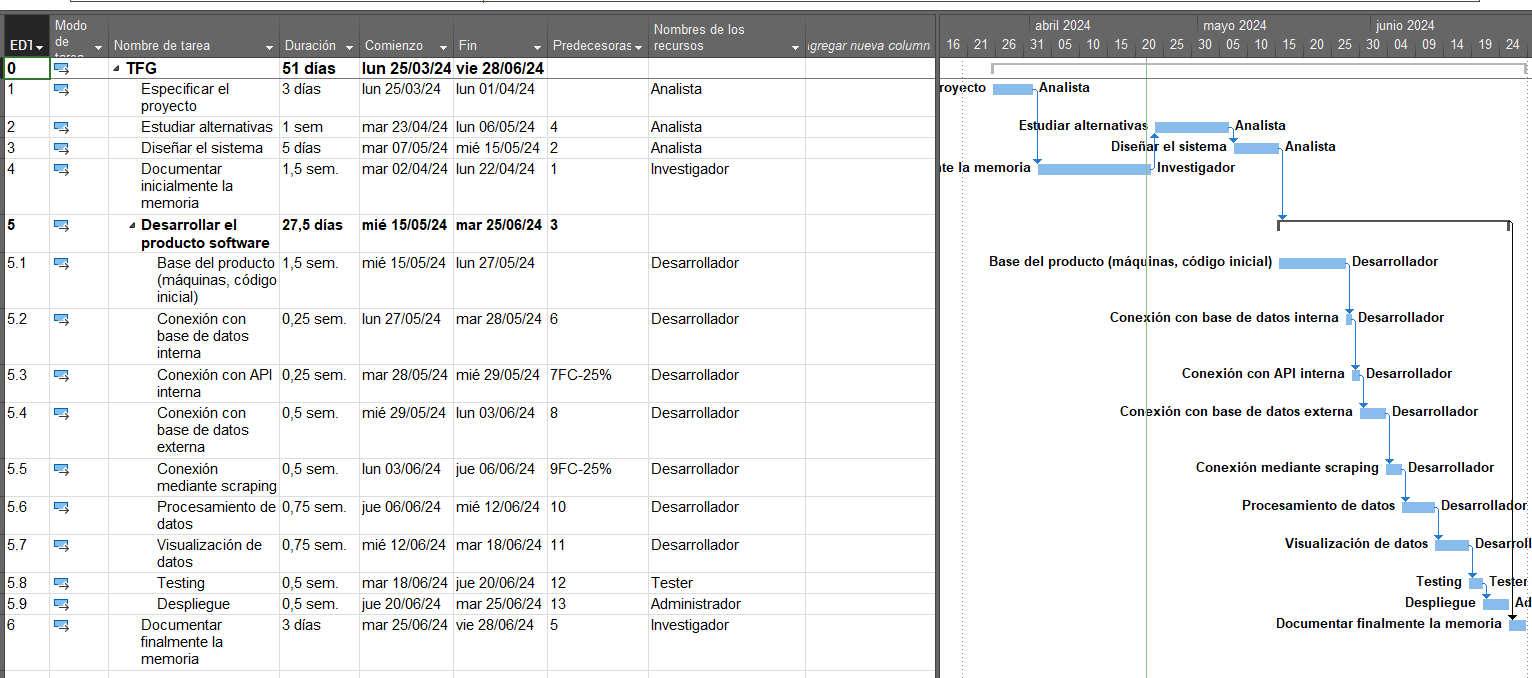 EDT Modo de tarea Nombre de tarea Duración Comienzo Fin Predecesoras Nombres de los recursos Agregar nueva column
abril 2024 mayo 2024 junio 2024
16 21 26 31 05 10 15 20 25 30 05 10 15 20 25 30 04 09 14 19 24
0 TFG 51 días lun 25/03/24 vie 28/06/24
1 Especificar el proyecto 3 días lun 25/03/24 lun 01/04/24 Analista
2 Estudiar alternativas 1 sem mar 23/04/24 lun 06/05/24 4 Analista
3 Diseñar el sistema 5 días mar 07/05/24 mié 15/05/24 2 Analista
4 Documentar inicialmente la memoria 1,5 sem. mar 02/04/24 lun 22/04/24 1 Investigador
5 Desarrollar el producto software 27,5 días mié 15/05/24 mar 25/06/24 3
5.1 Base del producto (máquinas, código inicial) 1,5 sem. mié 15/05/24 lun 27/05/24 Desarrollador
5.2 Conexión con base de datos interna 0,25 sem. lun 27/05/24 mar 28/05/24 6 Desarrollador
5.3 Conexión con API interna 0,25 sem. mar 28/05/24 mié 29/05/24 7FC-25% Desarrollador
5.4 Conexión con base de datos externa 0,5 sem. mié 29/05/24 lun 03/06/24 8 Desarrollador
5.5 Conexión mediante scraping 0,5 sem. lun 03/06/24 jue 06/06/24 9FC-25% Desarrollador
5.6 Procesamiento de datos 0,75 sem. jue 06/06/24 mié 12/06/24 10 Desarrollador
5.7 Visualización de datos 0,75 sem. mié 12/06/24 mar 18/06/24 11 Desarrollador
5.8 Testing 0,5 sem. mar 18/06/24 jue 20/06/24 12 Tester
5.9 Despliegue 0,5 sem. jue 20/06/24 mar 25/06/24 13 Administrador
6 Documentar finalmente la memoria 3 días mar 25/06/24 vie 28/06/24 5 Investigador
royecto Analista
Estudiar alternativas Analista
Diseñar el sistema Analista
te la memoria Investigador
Base del producto (máquinas, código inicial) Desarrollador
Conexión con base de datos interna Desarrollador
Conexión con API interna Desarrollador
Conexión con base de datos externa Desarrollador
Conexión mediante scraping Desarrollador
Procesamiento de datos Desarrollador
Visualización de datos Desarroll
Testing Tester
Despliegue Ad
Documentar finalmente la memoria